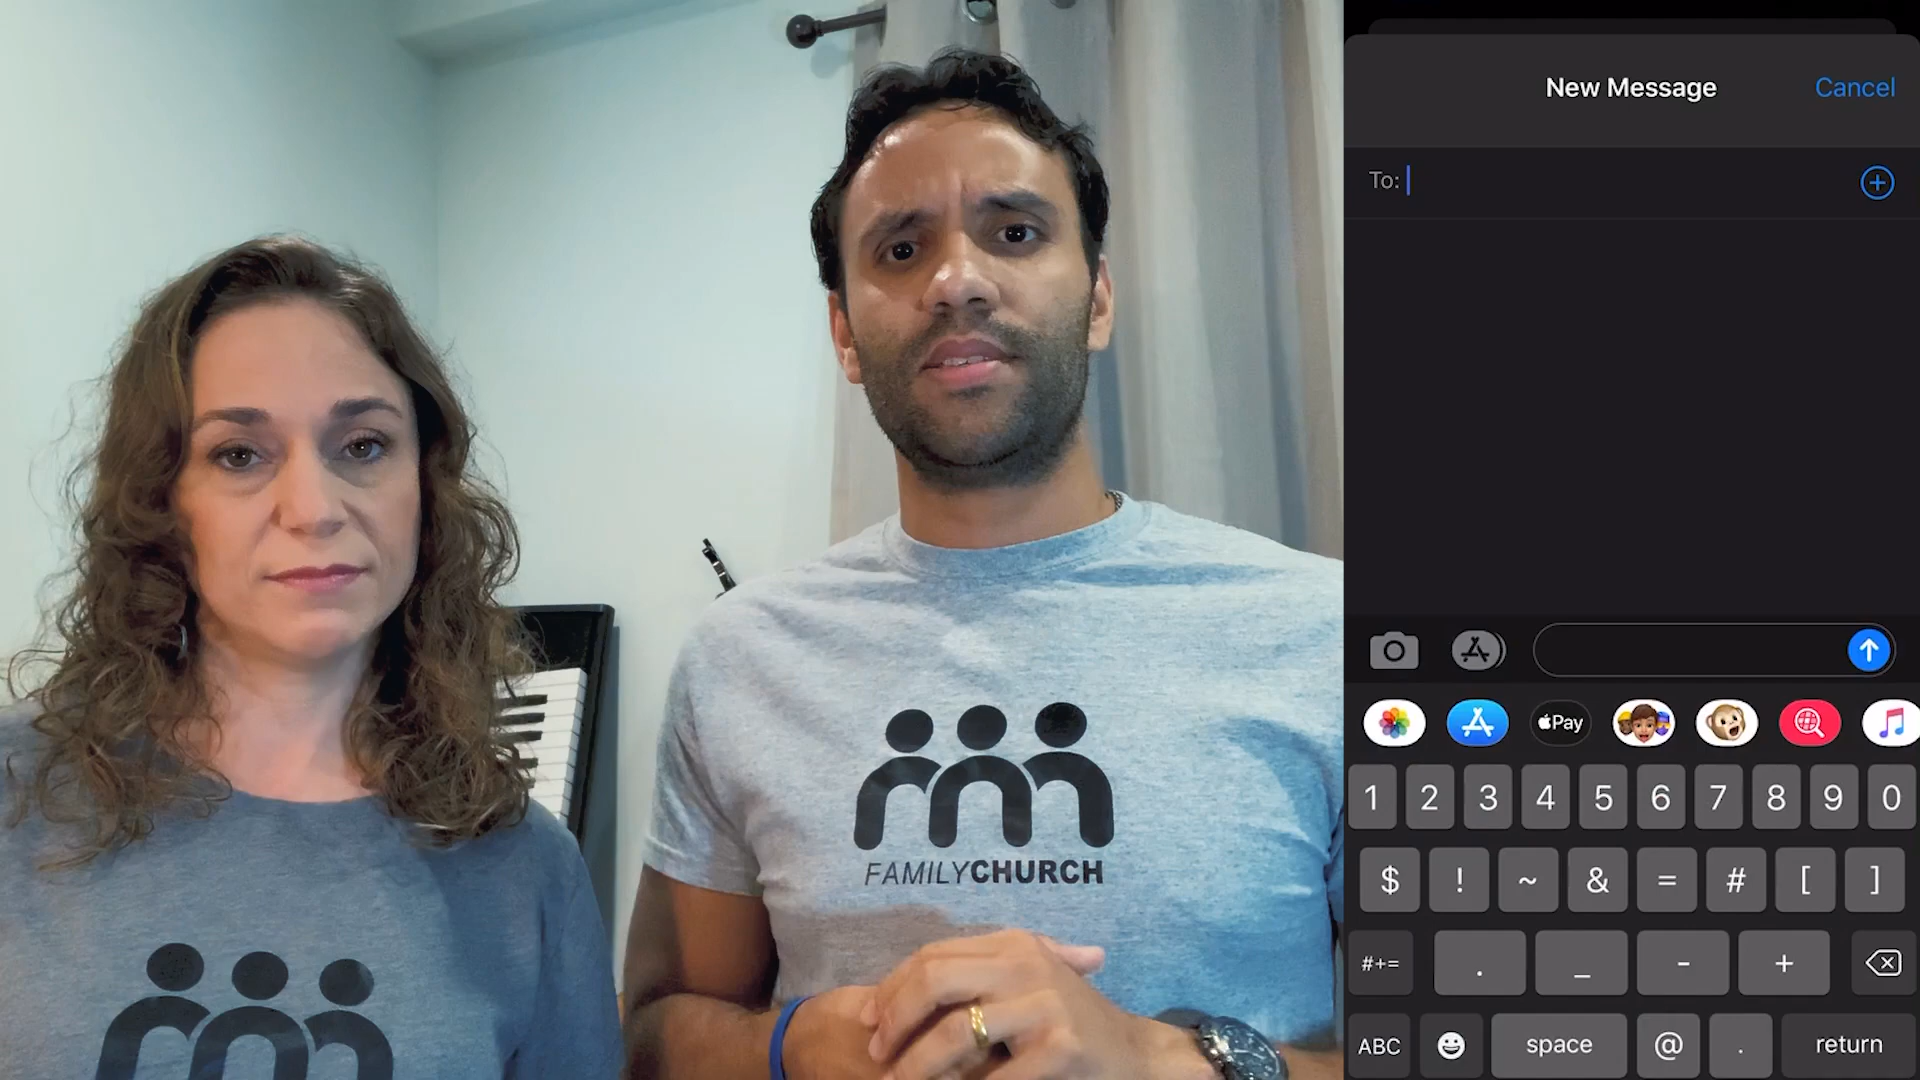 FAMILYCHURCH
New Message Cancel
To:
Pay
1 2 3 4 5 6 7 8 9 0
$ ! ~ & = # [ ]
#+= . _ - +
ABC space @ . return